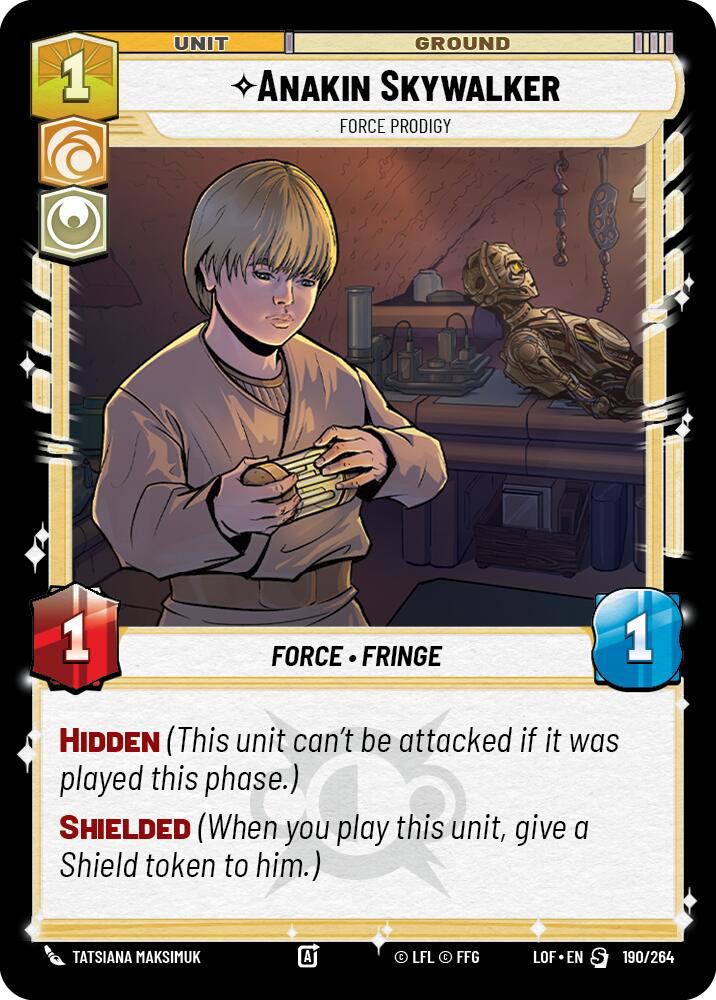 UNIT
GROUND
1
✧ANAKIN SKYWALKER
FORCE PRODIGY
1
FORCE • FRINGE
1
HIDDEN (This unit can't be attacked if it was
played this phase.)
SHIELDED (When you play this unit, give a
Shield token to him.)
TATSIANA MAKSIMUK
A
© LFL © FFG
LOF • EN
S
190/264